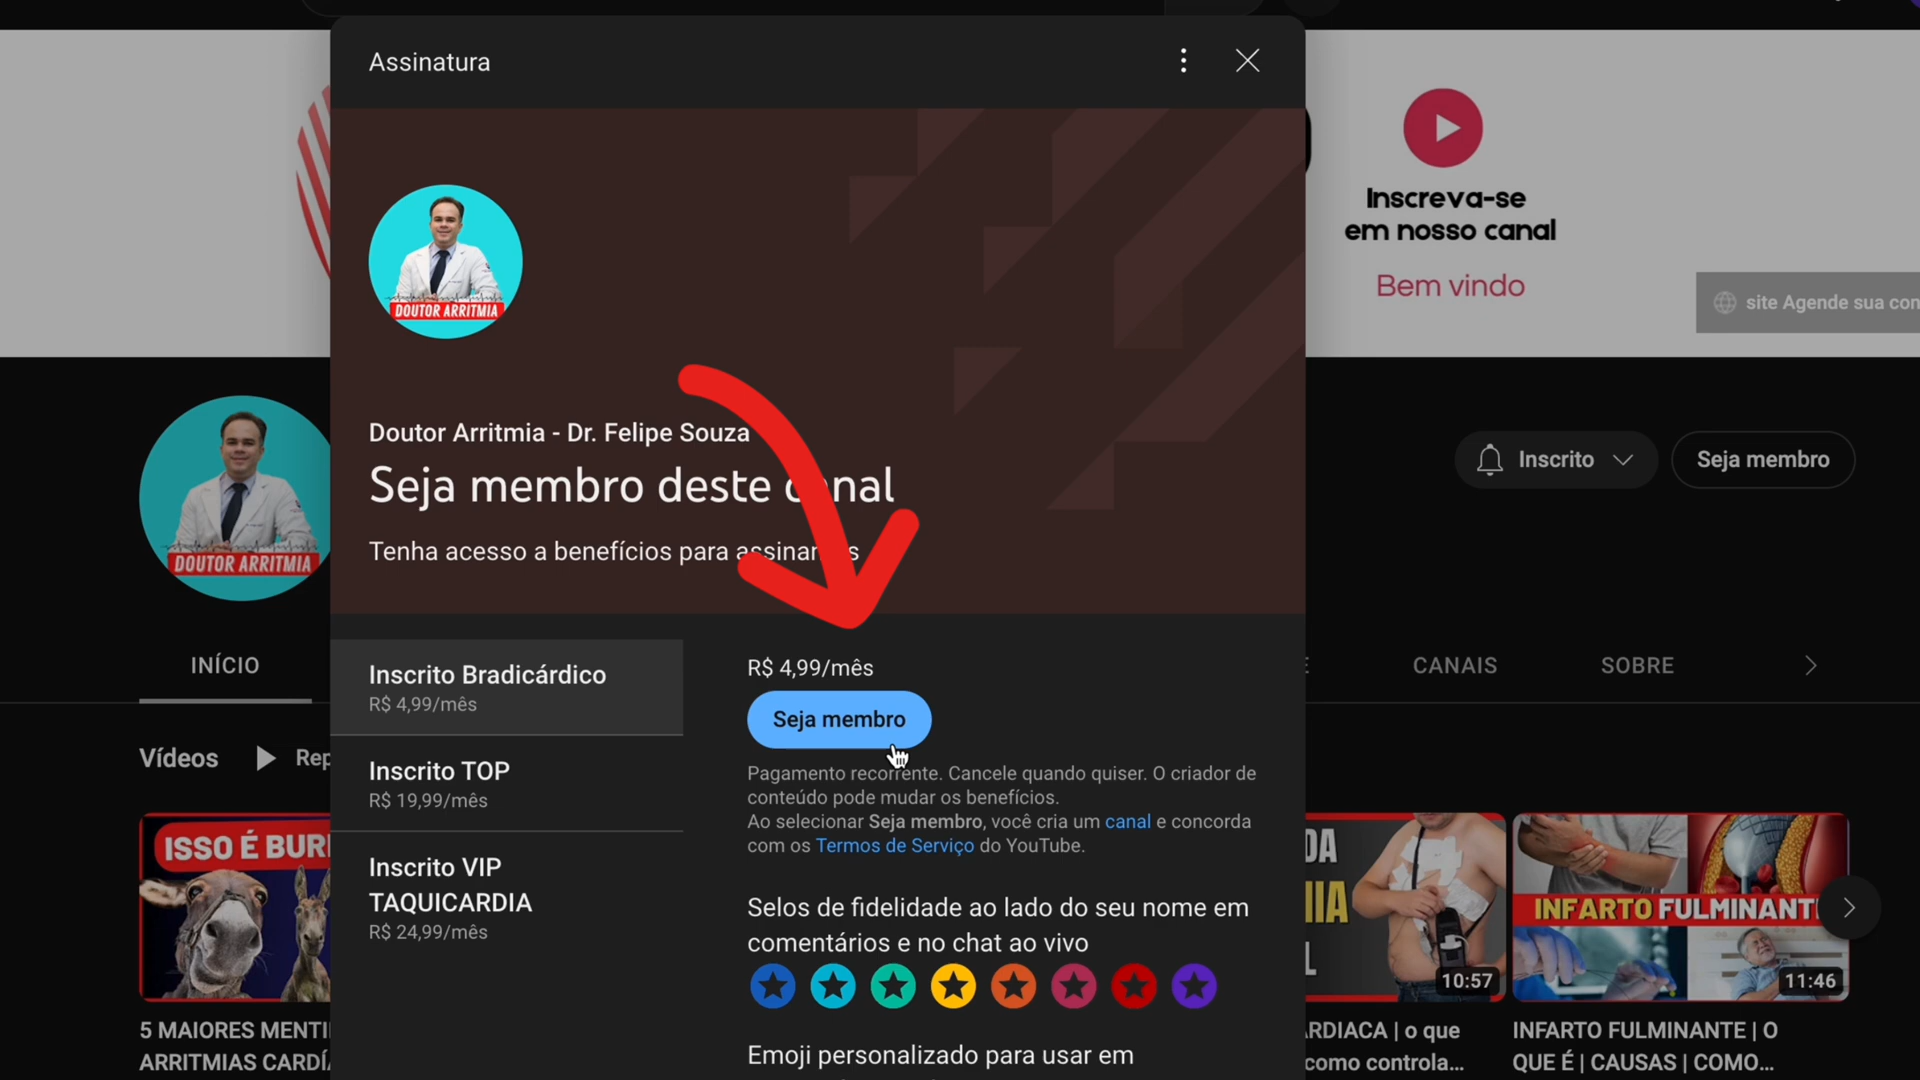 Assinatura
Inscreva-se
em nosso canal
Bem vindo
site Agende sua con
DOUTOR ARRITMIA
Doutor Arritmia - Dr. Felipe Souza
Seja membro deste canal
Tenha acesso a benefícios para assinantes
DOUTOR ARRITMIA
Inscrito
Seja membro
INÍCIO
CANAIS
SOBRE
Inscrito Bradicárdico
R$ 4,99/mês
Inscrito TOP
R$ 19,99/mês
Inscrito VIP
TAQUICARDIA
R$ 24,99/mês
R$ 4,99/mês
Seja membro
Pagamento recorrente. Cancele quando quiser. O criador de
conteúdo pode mudar os benefícios.
Ao selecionar Seja membro, você cria um canal e concorda
com os Termos de Serviço do YouTube.
Selos de fidelidade ao lado do seu nome em
comentários e no chat ao vivo
Emoji personalizado para usar em
Vídeos
Rep
ISSO É BURR
5 MAIORES MENTI
ARRITMIAS CARDÍA
DA
IA
L
10:57
RDIACA | o que
como controla...
INFARTO FULMINANT
11:46
INFARTO FULMINANTE | O
QUE É | CAUSAS | COMO...